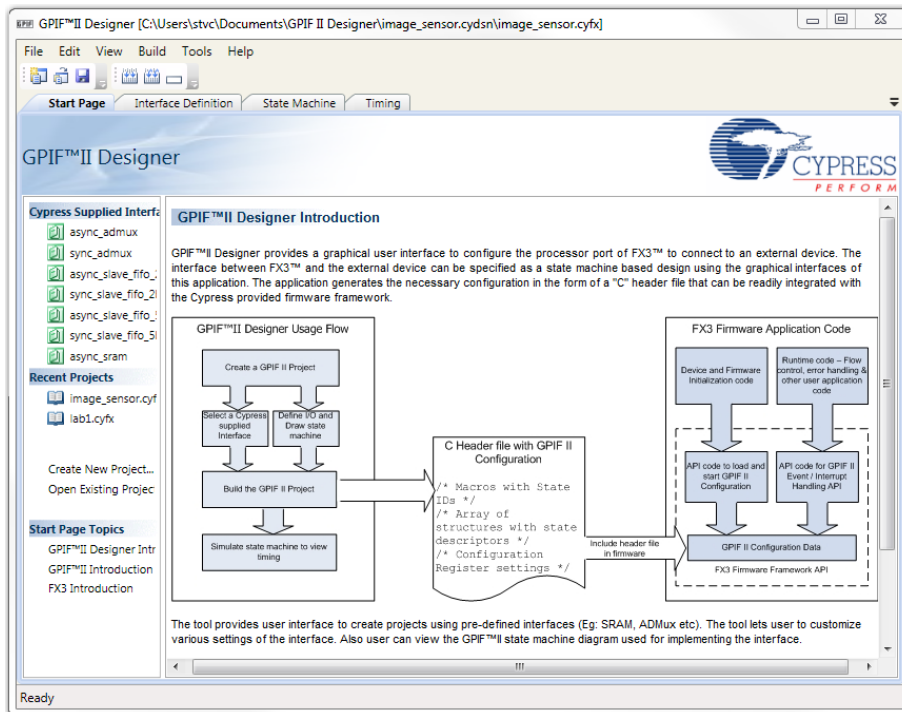 GPIF™II Designer [C:\Users\stvc\Documents\GPIF II Designer\image_sensor.cydsn\image_sensor.cyfx]
File Edit View Build Tools Help
Start Page Interface Definition State Machine Timing
GPIF™II Designer
CYPRESS
PERFORM
Cypress Supplied Interfa
async_admux
sync_admux
async_slave_fifo_2
sync_slave_fifo_2l
async_slave_fifo_5
sync_slave_fifo_5l
async_sram
Recent Projects
image_sensor.cyf
lab1.cyfx
Create New Project...
Open Existing Projec
Start Page Topics
GPIF™II Designer Intr
GPIF™II Introduction
FX3 Introduction
GPIF™II Designer Introduction
GPIF™II Designer provides a graphical user interface to configure the processor port of FX3™ to connect to an external device. The
interface between FX3™ and the external device can be specified as a state machine based design using the graphical interfaces of
this application. The application generates the necessary configuration in the form of a "C" header file that can be readily integrated with
the Cypress provided firmware framework.
GPIF™II Designer Usage Flow
Create a GPIF II Project
Select a Cypress
supplied
Interface
Define I/O and
Draw state
machine
Build the GPIF II Project
Simulate state machine to view
timing
C Header file with GPIF II
Configuration
/* Macros with State
IDs */
/* Array of
structures with state
descriptors */
/* Configuration
Register settings */
Include header file
in firmware
FX3 Firmware Application Code
Device and Firmware
Initialization code
Runtime code – Flow
control, error handling &
other user application
code
API code to load and
start GPIF II
Configuration
API code for GPIF II
Event / Interrupt
Handling API
GPIF II Configuration Data
FX3 Firmware Framework API
The tool provides user interface to create projects using pre-defined interfaces (Eg: SRAM, ADMux etc). The tool lets user to customize
various settings of the interface. Also user can view the GPIF™II state machine diagram used for implementing the interface.
Ready